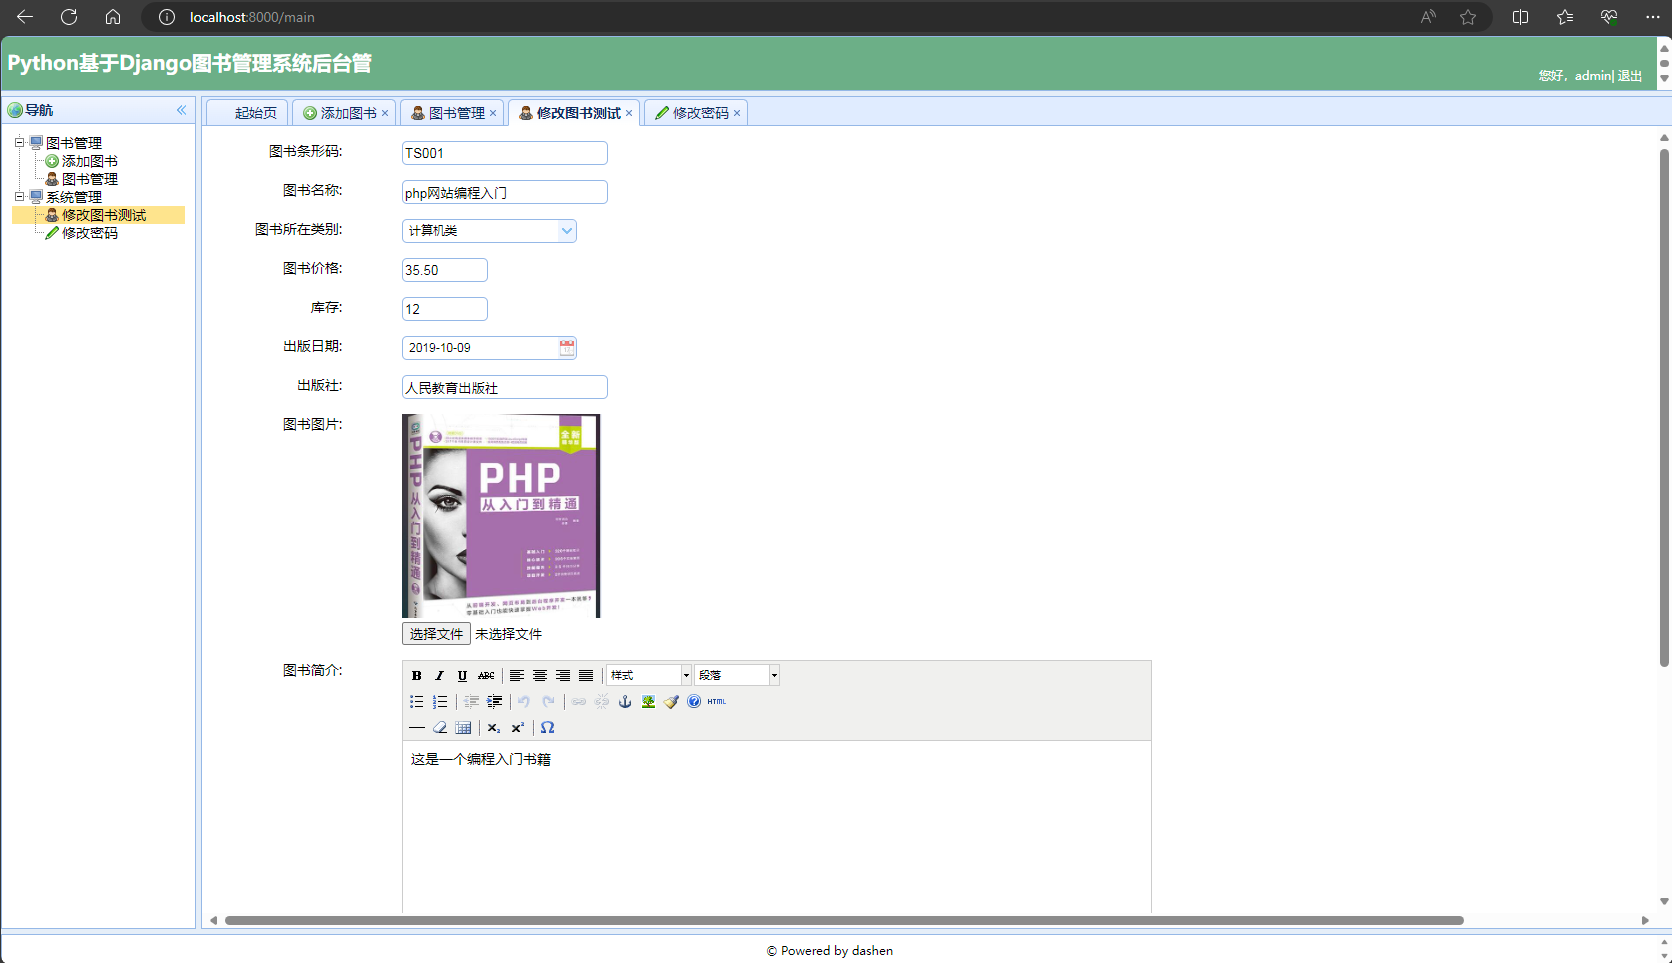 localhost:8000/main
Python基于Django图书管理系统后台管
您好，admin| 退出
导航
图书管理
添加图书
图书管理
系统管理
修改图书测试
修改密码
起始页 添加图书 图书管理 修改图书测试 修改密码
图书条形码: TS001
图书名称: php网站编程入门
图书所在类别: 计算机类
图书价格: 35.50
库存: 12
出版日期: 2019-10-09
出版社: 人民教育出版社
图书图片:
全新
PHP
从入门到精通
PHP从入门到精通
选择文件 未选择文件
图书简介:
B I U ABC 样式 段落
HTML
这是一个编程入门书籍
© Powered by dashen